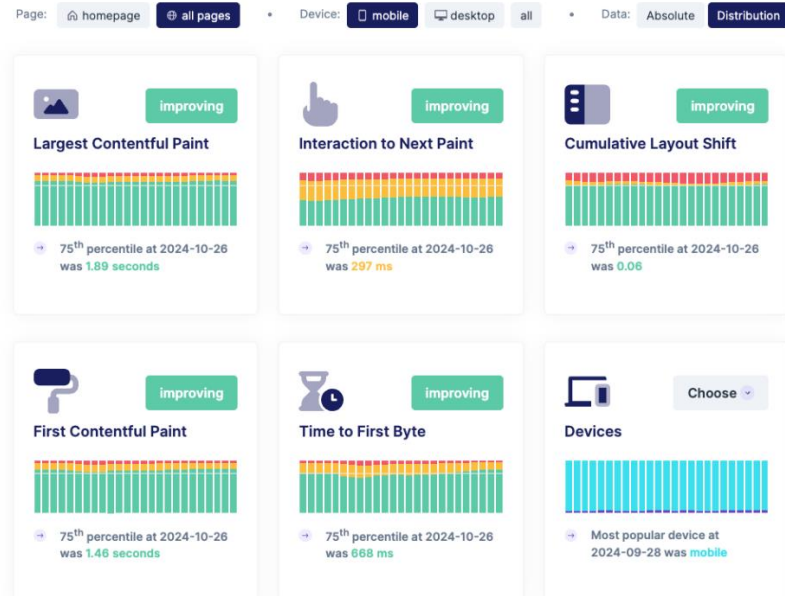 Page: homepage all pages • Device: mobile desktop all • Data: Absolute Distribution
improving
improving
improving
Largest Contentful Paint
Interaction to Next Paint
Cumulative Layout Shift
75th percentile at 2024-10-26
was 1.89 seconds
75th percentile at 2024-10-26
was 297 ms
75th percentile at 2024-10-26
was 0.06
improving
improving
Choose
First Contentful Paint
Time to First Byte
Devices
75th percentile at 2024-10-26
was 1.46 seconds
75th percentile at 2024-10-26
was 668 ms
Most popular device at
2024-09-28 was mobile